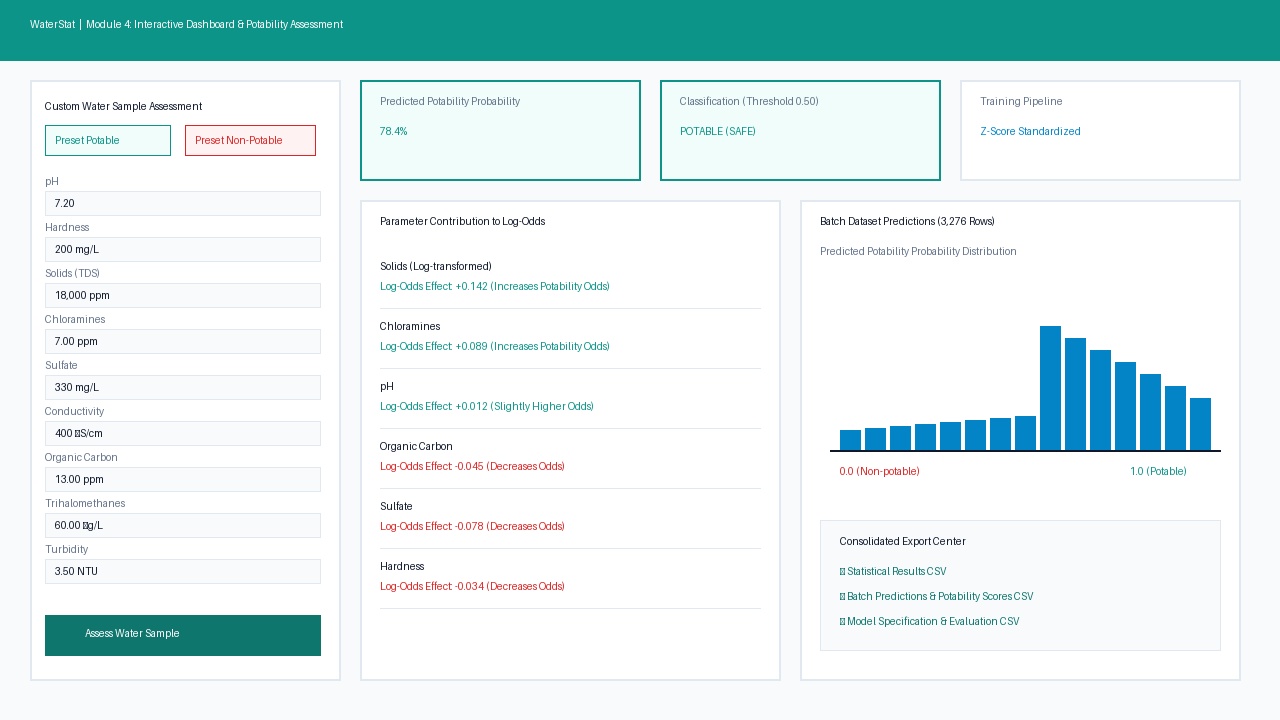 WaterStat | Module 4: Interactive Dashboard & Potability Assessment
Custom Water Sample Assessment
Preset Potable
Preset Non-Potable
pH
7.20
Hardness
200 mg/L
Solids (TDS)
18,000 ppm
Chloramines
7.00 ppm
Sulfate
330 mg/L
Conductivity
400 □S/cm
Organic Carbon
13.00 ppm
Trihalomethanes
60.00 □g/L
Turbidity
3.50 NTU
Assess Water Sample
Predicted Potability Probability
78.4%
Classification (Threshold 0.50)
POTABLE (SAFE)
Training Pipeline
Z-Score Standardized
Parameter Contribution to Log-Odds
Solids (Log-transformed)
Log-Odds Effect: +0.142 (Increases Potability Odds)
Chloramines
Log-Odds Effect: +0.089 (Increases Potability Odds)
pH
Log-Odds Effect: +0.012 (Slightly Higher Odds)
Organic Carbon
Log-Odds Effect: -0.045 (Decreases Odds)
Sulfate
Log-Odds Effect: -0.078 (Decreases Odds)
Hardness
Log-Odds Effect: -0.034 (Decreases Odds)
Batch Dataset Predictions (3,276 Rows)
Predicted Potability Probability Distribution
0.0 (Non-potable)
1.0 (Potable)
Consolidated Export Center
□ Statistical Results CSV
□ Batch Predictions & Potability Scores CSV
□ Model Specification & Evaluation CSV